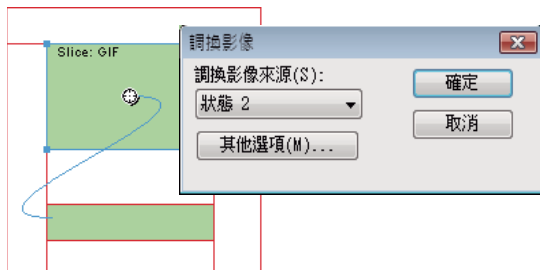 Slice: GIF
調換影像
調換影像來源(S):
狀態 2
其他選項(M)...
確定
取消